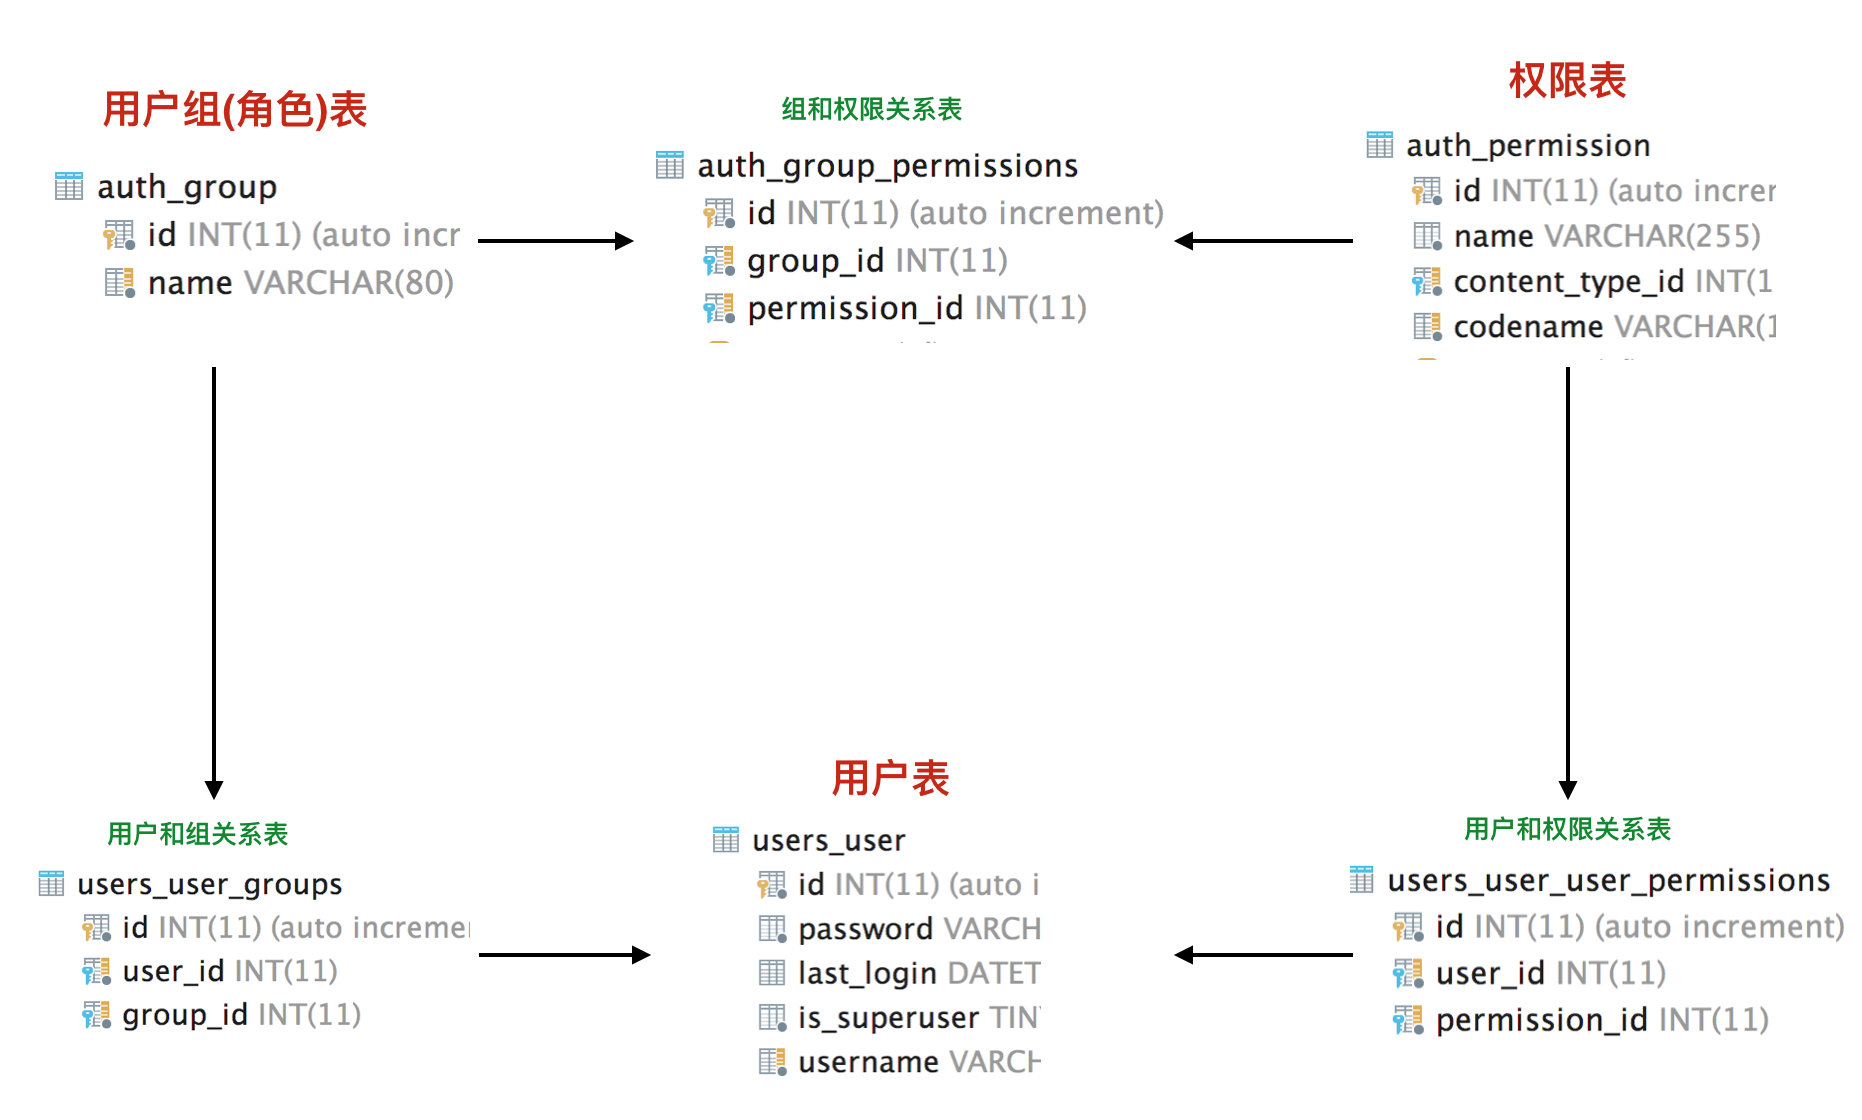 用户组(角色)表
auth_group
id INT(11) (auto incr
name VARCHAR(80)
组和权限关系表
auth_group_permissions
id INT(11) (auto increment)
group_id INT(11)
permission_id INT(11)
权限表
auth_permission
id INT(11) (auto increr
name VARCHAR(255)
content_type_id INT(1
codename VARCHAR(1
用户和组关系表
users_user_groups
id INT(11) (auto increme
user_id INT(11)
group_id INT(11)
用户表
users_user
id INT(11) (auto i
password VARCH
last_login DATET
is_superuser TIN
username VARCH
用户和权限关系表
users_user_user_permissions
id INT(11) (auto increment)
user_id INT(11)
permission_id INT(11)